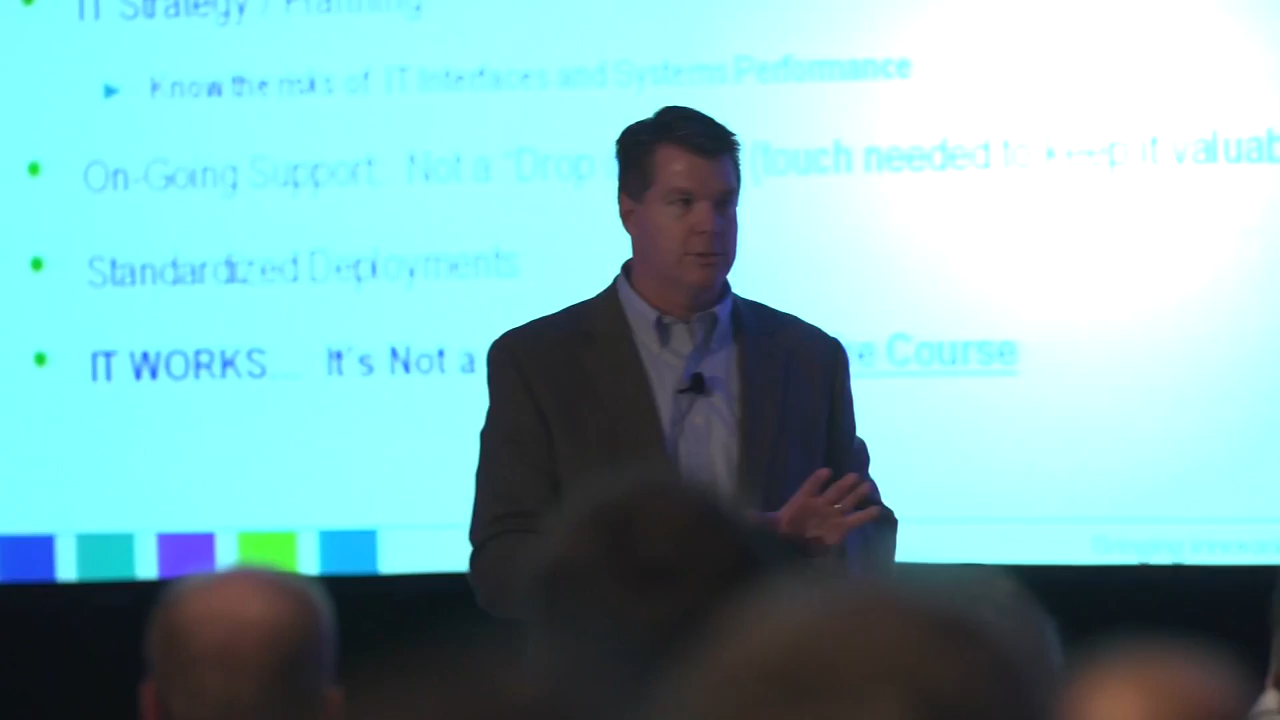 IT Strategy / Planning
Know the risks of IT Interfaces and Systems Performance
On-Going Support: Not a "Drop (touch needed to keep it valuab
Standardized Deployments
IT WORKS... It's Not a e Course
Bringing